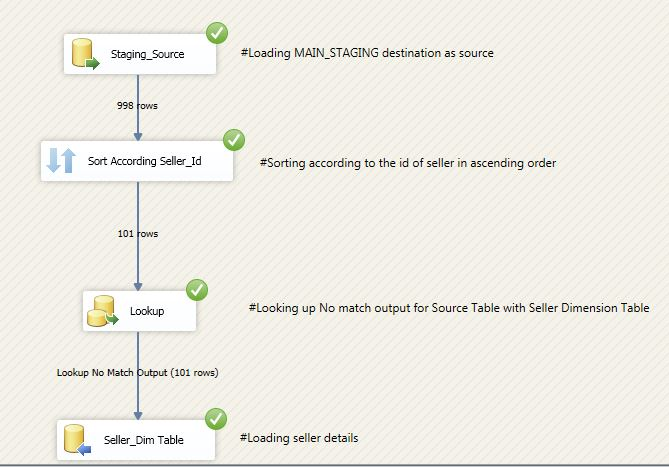 Staging_Source
#Loading MAIN_STAGING destination as source
998 rows
Sort According Seller_Id
#Sorting according to the id of seller in ascending order
101 rows
Lookup
#Looking up No match output for Source Table with Seller Dimension Table
Lookup No Match Output (101 rows)
Seller_Dim Table
#Loading seller details